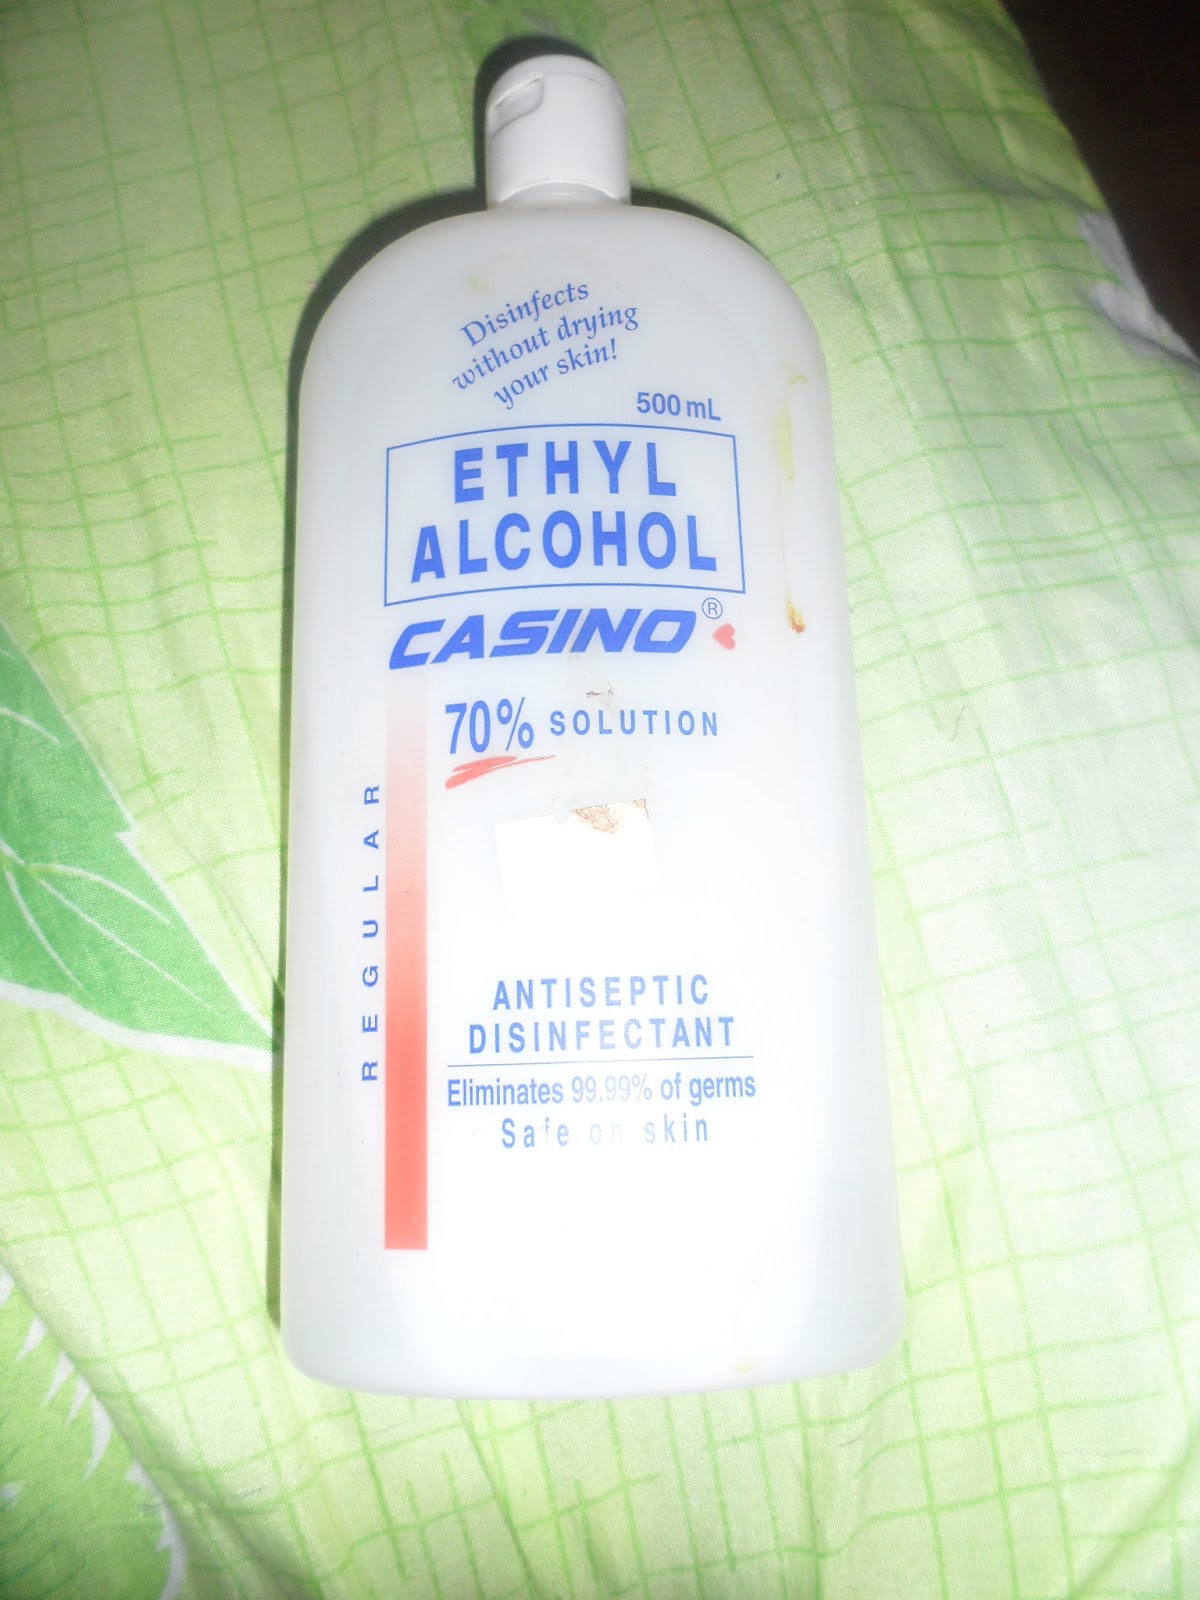 Disinfects
without drying
your skin!
500 mL
ETHYL
ALCOHOL
CASINO®
70% SOLUTION
REGULAR
ANTISEPTIC
DISINFECTANT
Eliminates 99.99% of germs
Safe on skin